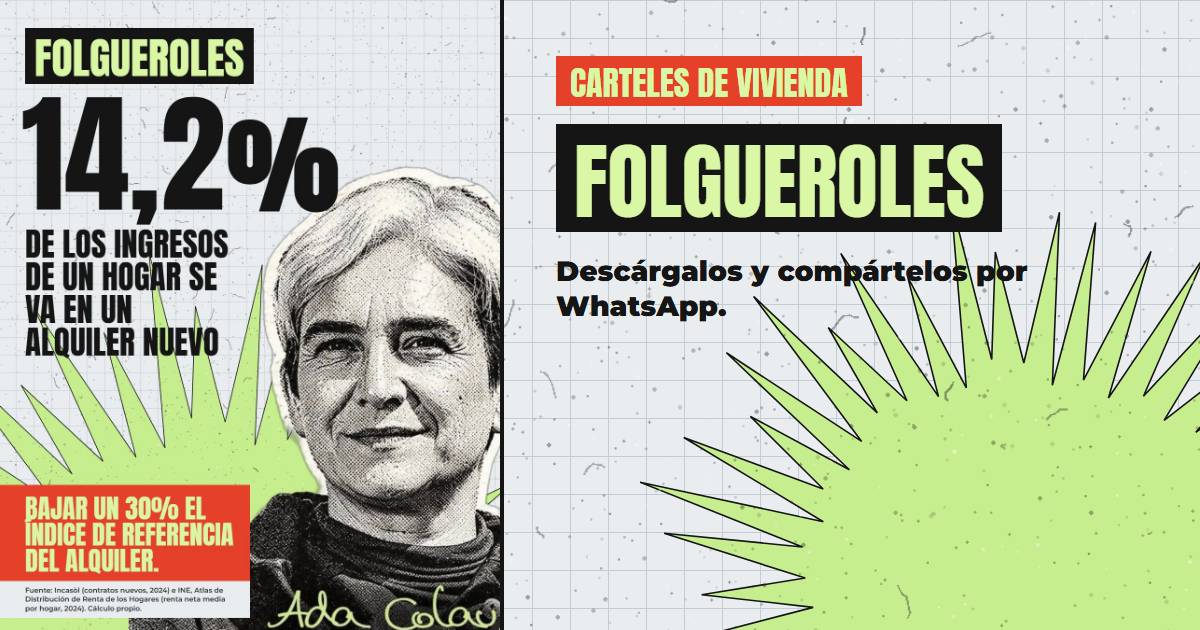 FOLGUEROLES
14,2%
DE LOS INGRESOS
DE UN HOGAR SE
VA EN UN
ALQUILER NUEVO
BAJAR UN 30% EL
ÍNDICE DE REFERENCIA
DEL ALQUILER.
Fuente: Incasòl (contratos nuevos, 2024) e INE, Atlas de
Distribución de Renta de los Hogares (renta neta media
por hogar, 2024). Cálculo propio.
Ada Colau
CARTELES DE VIVIENDA
FOLGUEROLES
Descárgalos y compártelos por
WhatsApp.